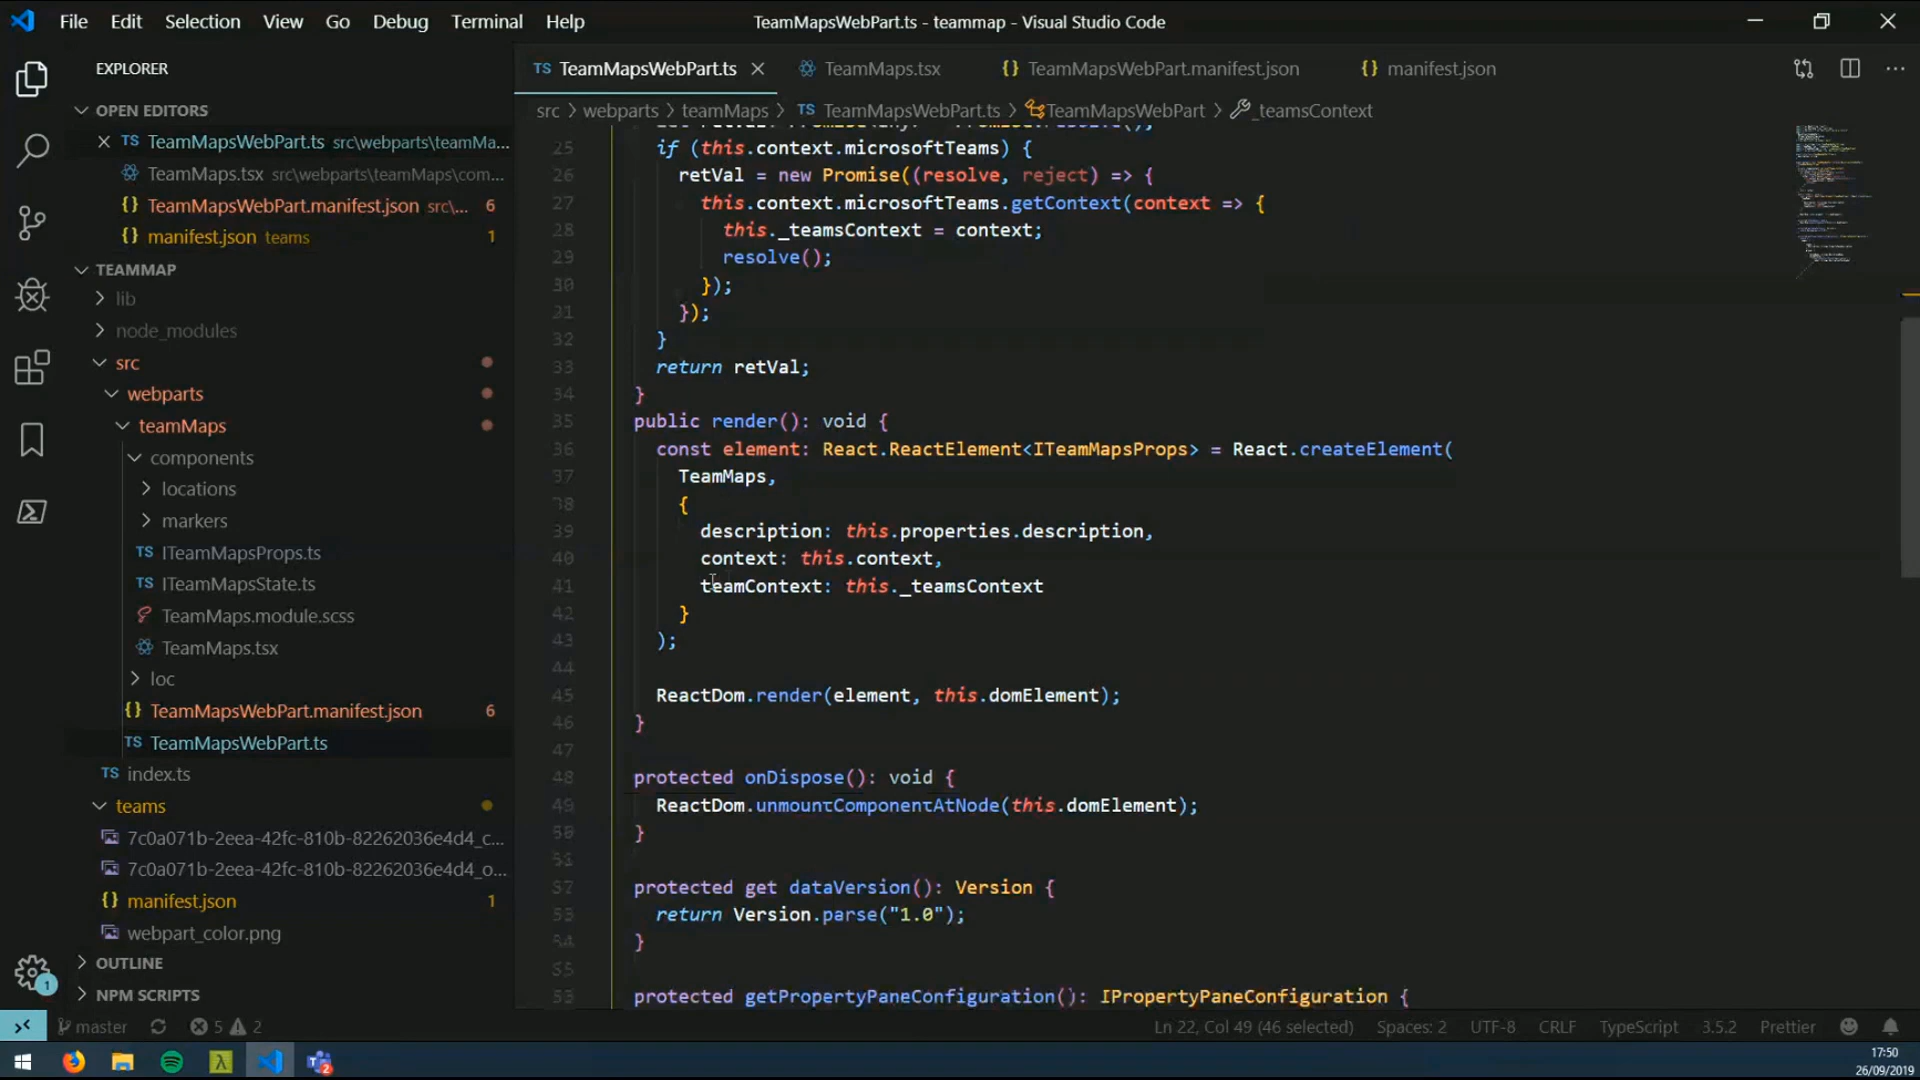 File Edit Selection View Go Debug Terminal Help
TeamMapsWebPart.ts - teammap - Visual Studio Code
EXPLORER
OPEN EDITORS
TeamMapsWebPart.ts src\webparts\teamMa...
TeamMaps.tsx src\webparts\teamMaps\com...
{} TeamMapsWebPart.manifest.json src\... 6
{} manifest.json teams 1
TEAMMAP
lib
node_modules
src
webparts
teamMaps
components
locations
markers
TS ITeamMapsProps.ts
TS ITeamMapsState.ts
TeamMaps.module.scss
TeamMaps.tsx
loc
{} TeamMapsWebPart.manifest.json 6
TS TeamMapsWebPart.ts
TS index.ts
teams
7c0a071b-2eea-42fc-810b-82262036e4d4_c...
7c0a071b-2eea-42fc-810b-82262036e4d4_o...
{} manifest.json 1
webpart_color.png
OUTLINE
NPM SCRIPTS
TS TeamMapsWebPart.ts TeamMaps.tsx {} TeamMapsWebPart.manifest.json {} manifest.json
src > webparts > teamMaps > TS TeamMapsWebPart.ts > TeamMapsWebPart > _teamsContext
25 if (this.context.microsoftTeams) {
26 retVal = new Promise((resolve, reject) => {
27 this.context.microsoftTeams.getContext(context => {
28 this._teamsContext = context;
29 resolve();
30 });
});
32 }
33 return retVal;
34 }
35 public render(): void {
36 const element: React.ReactElement<ITeamMapsProps> = React.createElement(
37 TeamMaps,
{
39 description: this.properties.description,
40 context: this.context,
41 teamContext: this._teamsContext
42 }
43 );
44
45 ReactDom.render(element, this.domElement);
46 }
47
48 protected onDispose(): void {
49 ReactDom.unmountComponentAtNode(this.domElement);
}
protected get dataVersion(): Version {
return Version.parse("1.0");
}
protected getPropertyPaneConfiguration(): IPropertyPaneConfiguration {
master 5 2
Ln 22, Col 49 (46 selected) Spaces: 2 UTF-8 CRLF TypeScript 3.5.2 Prettier
1
17:50
26/09/2019